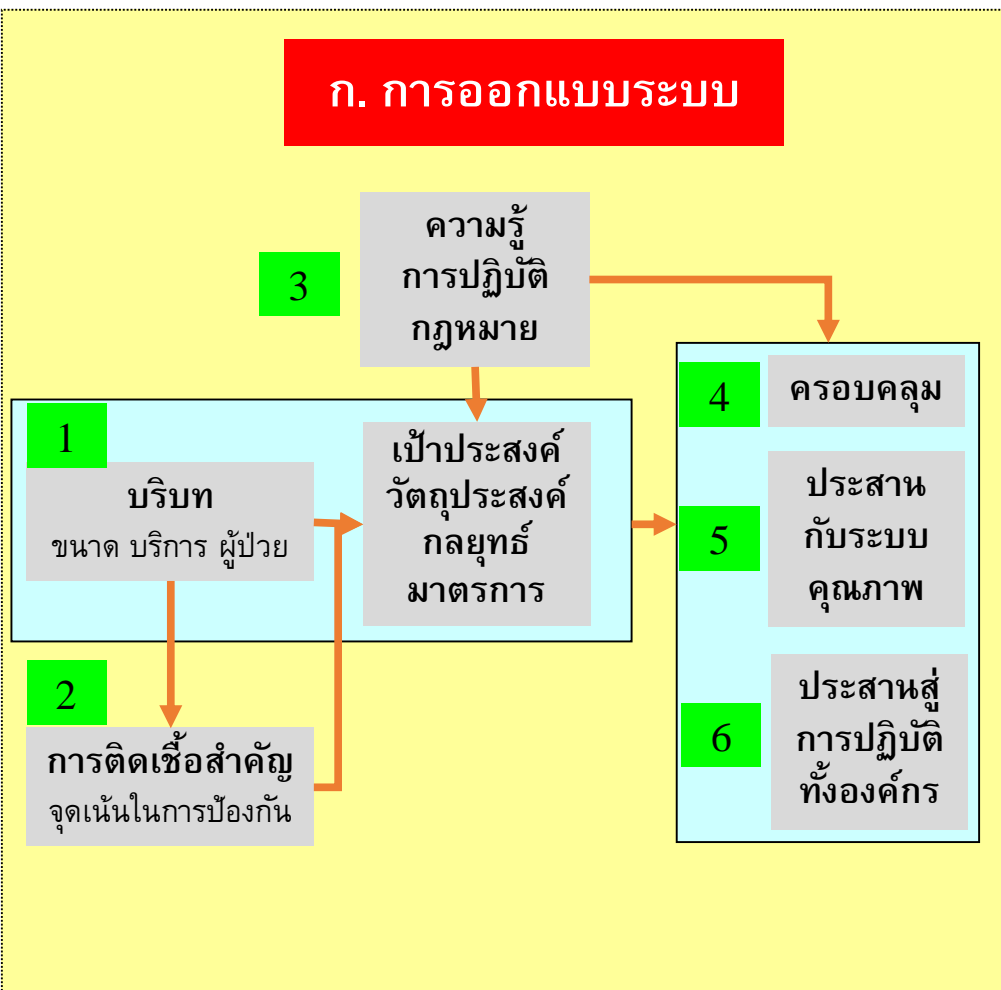 ก. การออกแบบระบบ
3
ความรู้
การปฏิบัติ
กฎหมาย
1
บริบท
ขนาด บริการ ผู้ป่วย
เป้าประสงค์
วัตถุประสงค์
กลยุทธ์
มาตรการ
2
การติดเชื้อสำคัญ
จุดเน้นในการป้องกัน
4
ครอบคลุม
5
ประสาน
กับระบบ
คุณภาพ
6
ประสานสู่
การปฏิบัติ
ทั้งองค์กร